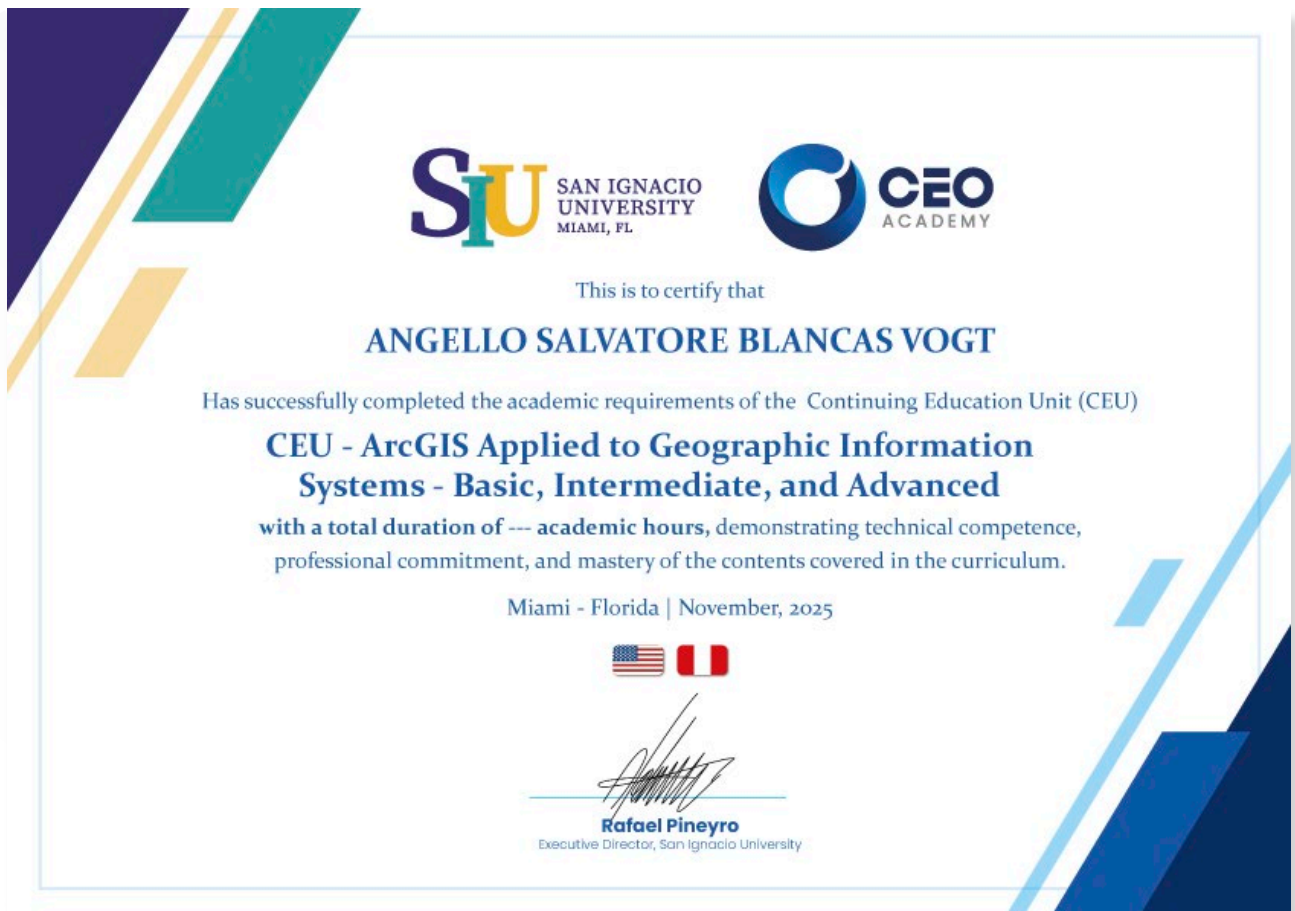 SIU SAN IGNACIO
UNIVERSITY
MIAMI, FL
CEO
ACADEMY
This is to certify that
ANGELLO SALVATORE BLANCAS VOGT
Has successfully completed the academic requirements of the Continuing Education Unit (CEU)
CEU - ArcGIS Applied to Geographic Information
Systems - Basic, Intermediate, and Advanced
with a total duration of --- academic hours, demonstrating technical competence,
professional commitment, and mastery of the contents covered in the curriculum.
Miami - Florida | November, 2025
Rafael Pineyro
Executive Director, San Ignacio University